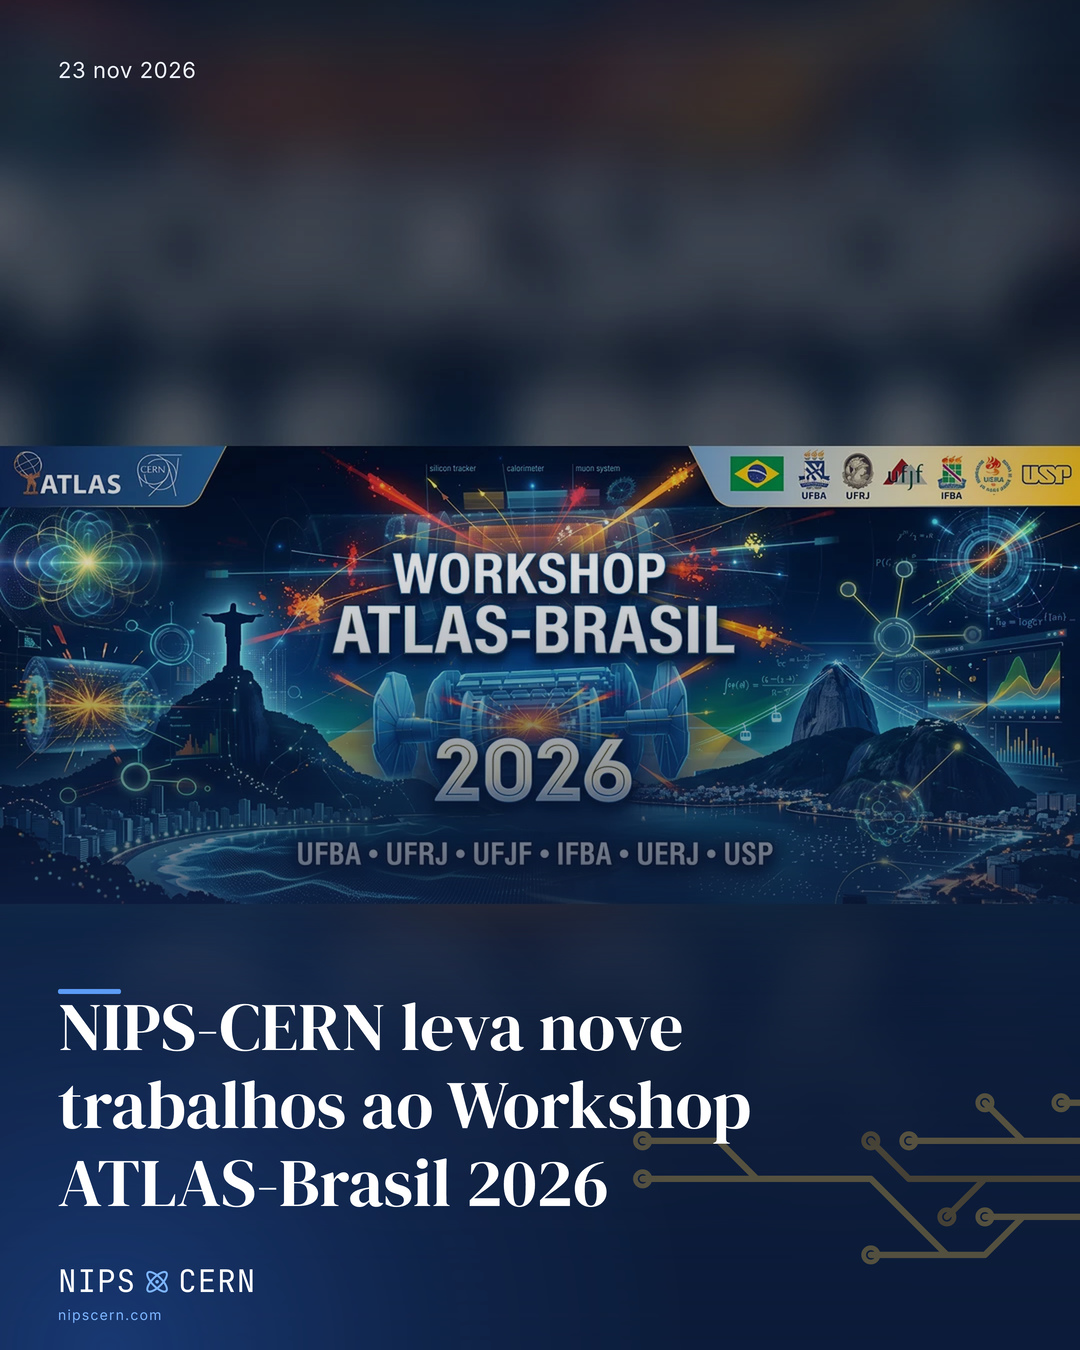 23 nov 2026
ATLAS
CERN
silicon tracker
calorimeter
muon system
UFBA
UFRJ
ufjf
IFBA
UERJ
USP
WORKSHOP
ATLAS-BRASIL
2026
UFBA • UFRJ • UFJF • IFBA • UERJ • USP
NIPS-CERN leva nove
trabalhos ao Workshop
ATLAS-Brasil 2026
NIPS CERN
nipscern.com